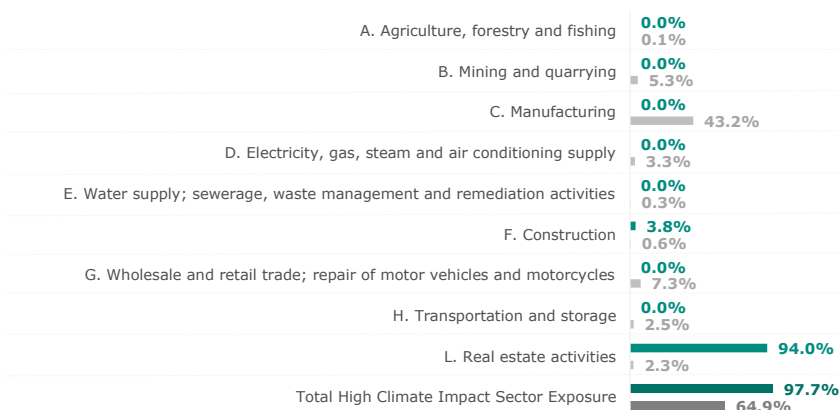 A. Agriculture, forestry and fishing
0.0%
0.1%
B. Mining and quarrying
0.0%
5.3%
C. Manufacturing
0.0%
43.2%
D. Electricity, gas, steam and air conditioning supply
0.0%
3.3%
E. Water supply; sewerage, waste management and remediation activities
0.0%
0.3%
F. Construction
3.8%
0.6%
G. Wholesale and retail trade; repair of motor vehicles and motorcycles
0.0%
7.3%
H. Transportation and storage
0.0%
2.5%
L. Real estate activities
94.0%
2.3%
Total High Climate Impact Sector Exposure
97.7%
64.9%